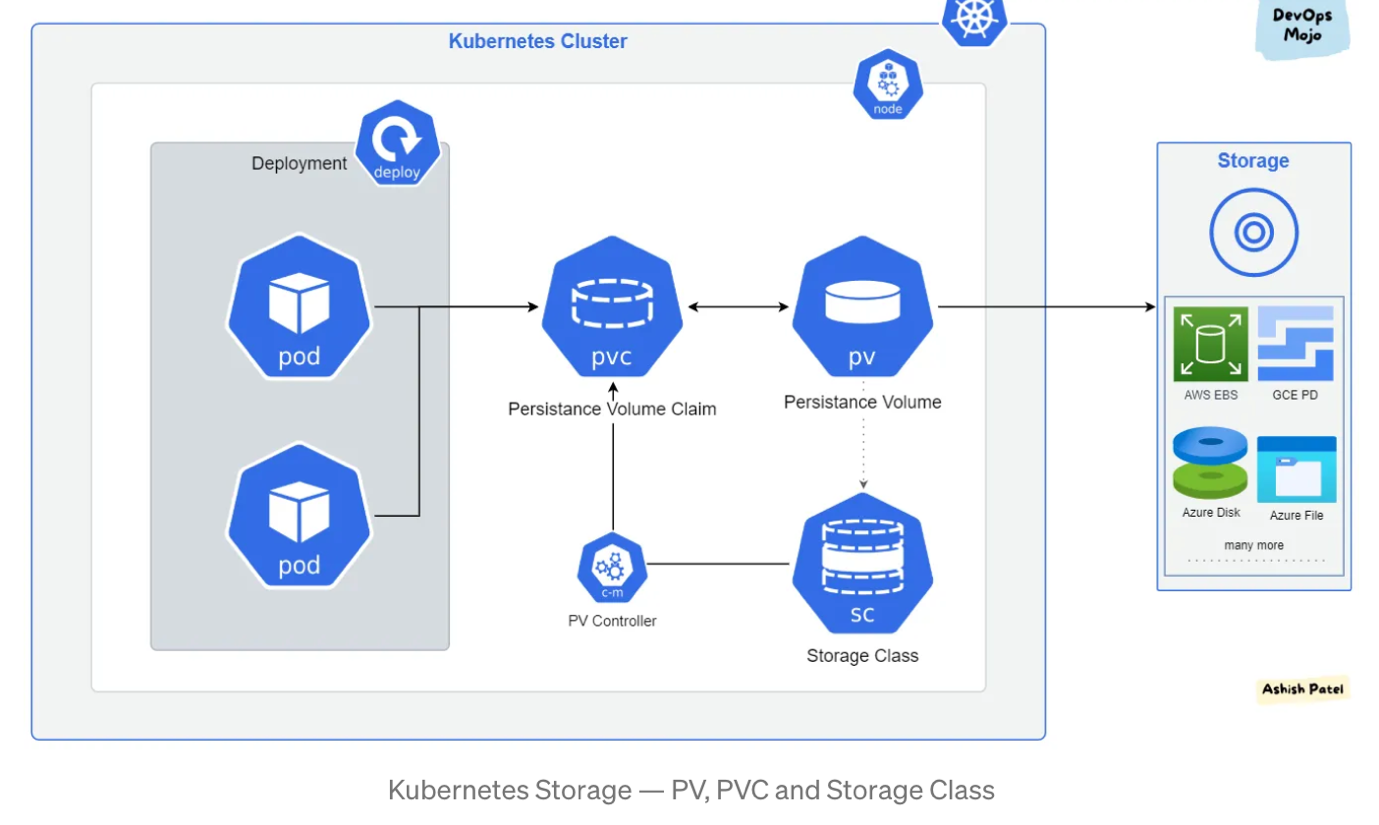 DevOps
Mojo
Kubernetes Cluster
node
Deployment
deploy
Storage
pod
pvc
pv
Persistance Volume Claim
Persistance Volume
AWS EBS
GCE PD
pod
Azure Disk
Azure File
many more
c-m
PV Controller
SC
Storage Class
Ashish Patel
Kubernetes Storage — PV, PVC and Storage Class